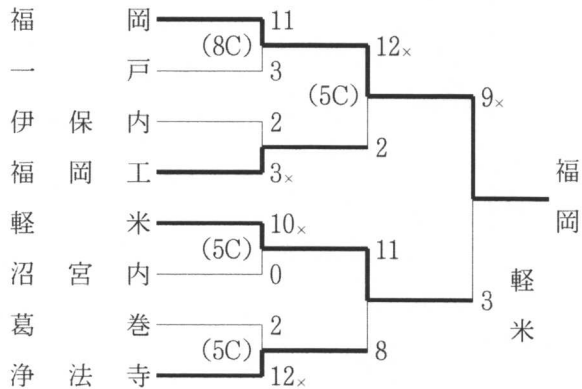 福岡 11
(8C) 12×
一戸 3
(5C) 9×
伊保内 2
2
福岡工 3×
福岡
軽米 10×
(5C) 11
沼宮内 0
3 軽米
葛巻 2
(5C) 8
浄法寺 12×